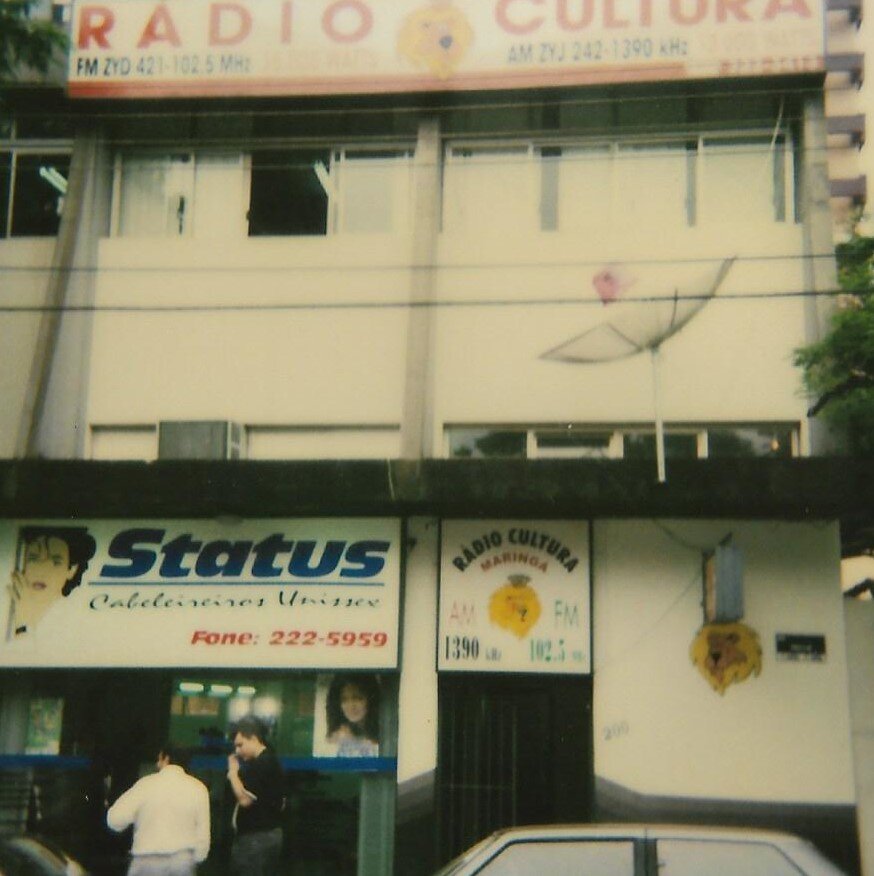 RADIO CULTURA
FM ZYD 421-102.5 MHz
AM ZYJ 242-1390 kHz
Status
Cabeleireiros Unissex
Fone: 222-5959
RÁDIO CULTURA
MARINGÁ
AM FM
1390 kHz 102.5
200